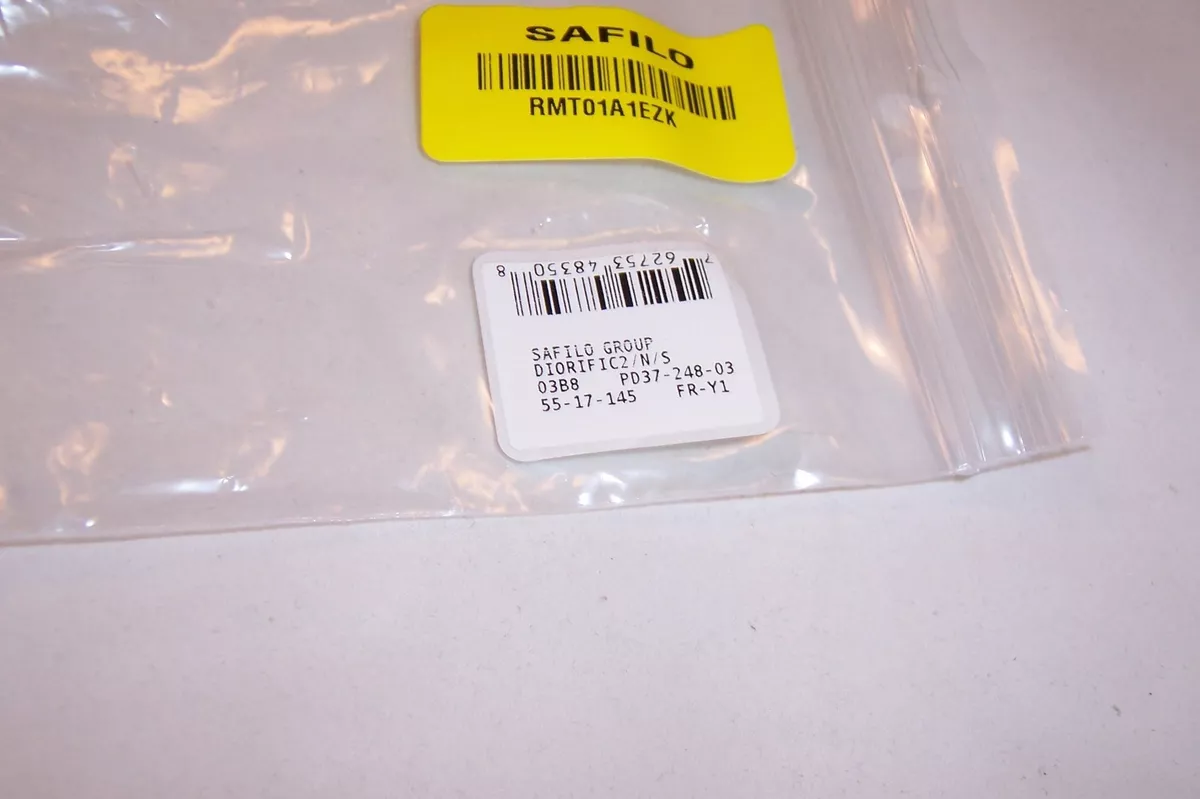 SAFILO
RMT01A1EZK
7 62753 48350 8
SAFILO GROUP
DIORIFIC2/N/S
03B8 PD37-248-03
55-17-145 FR-Y1